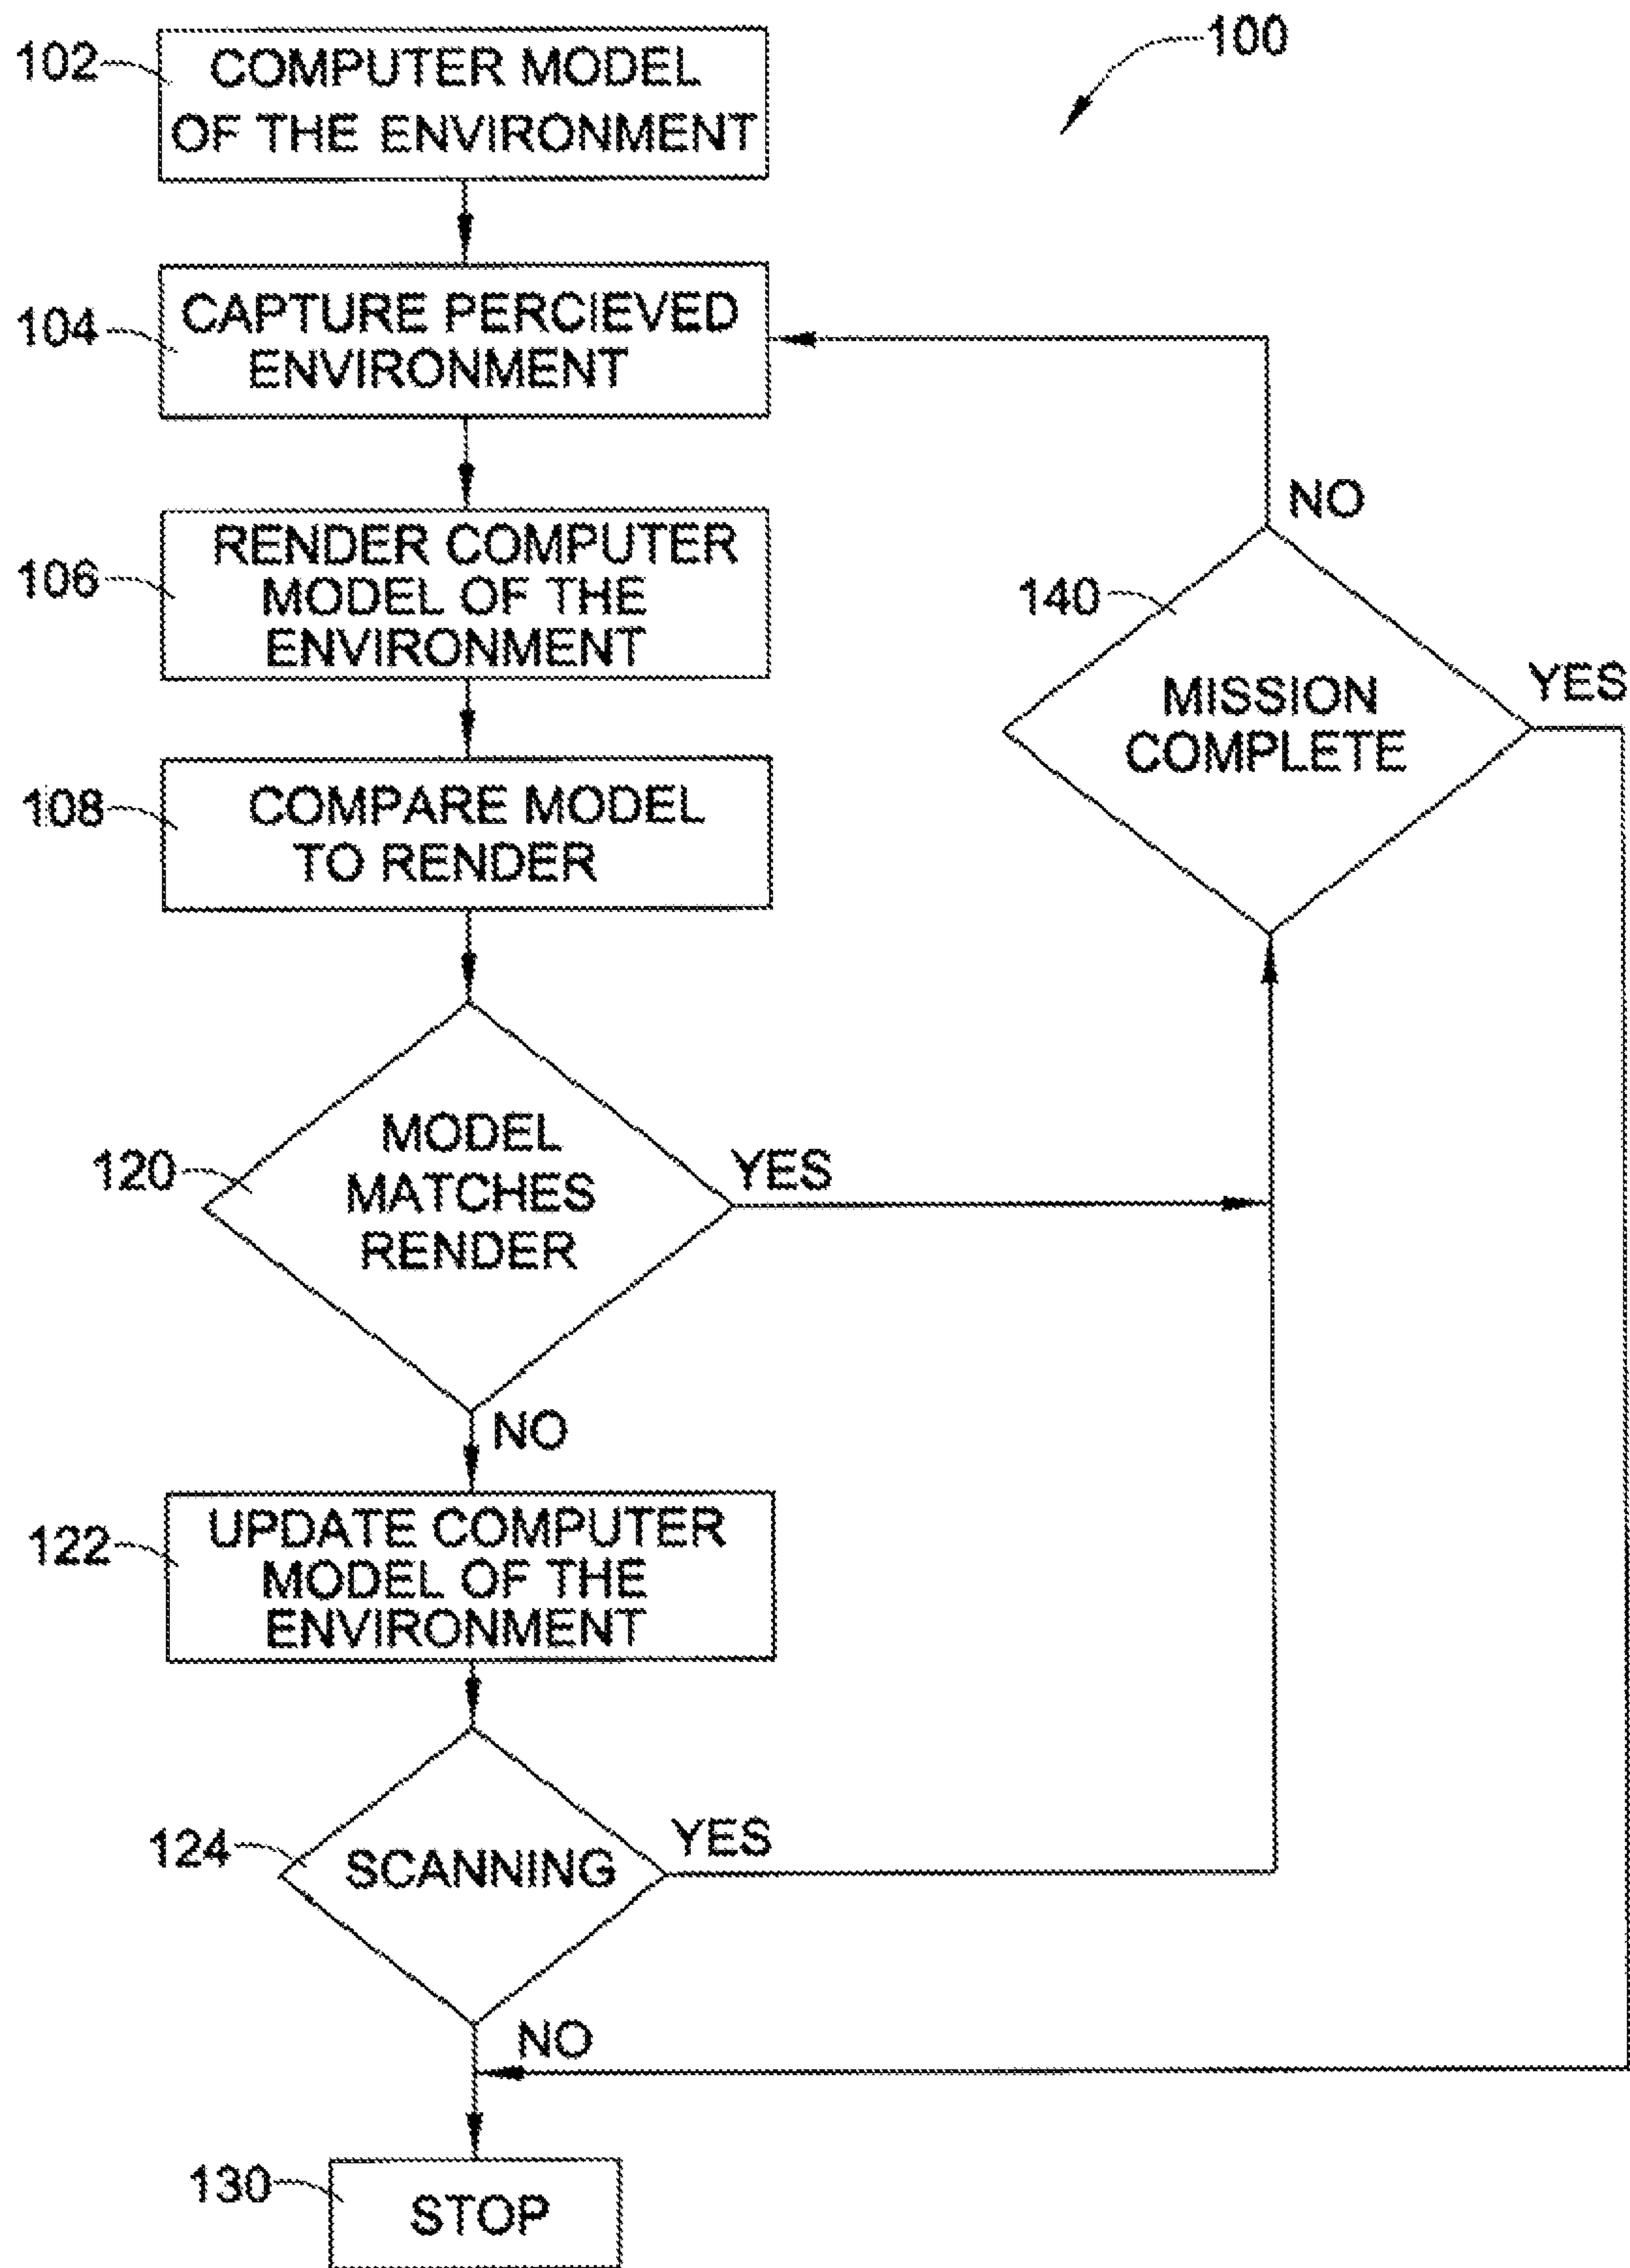 100
102
COMPUTER MODEL
OF THE ENVIRONMENT
104
CAPTURE PERCIEVED
ENVIRONMENT
106
RENDER COMPUTER
MODEL OF THE
ENVIRONMENT
108
COMPARE MODEL
TO RENDER
NO
140
MISSION
COMPLETE
YES
120
MODEL
MATCHES
RENDER
YES
NO
122
UPDATE COMPUTER
MODEL OF THE
ENVIRONMENT
124
SCANNING
YES
NO
130
STOP